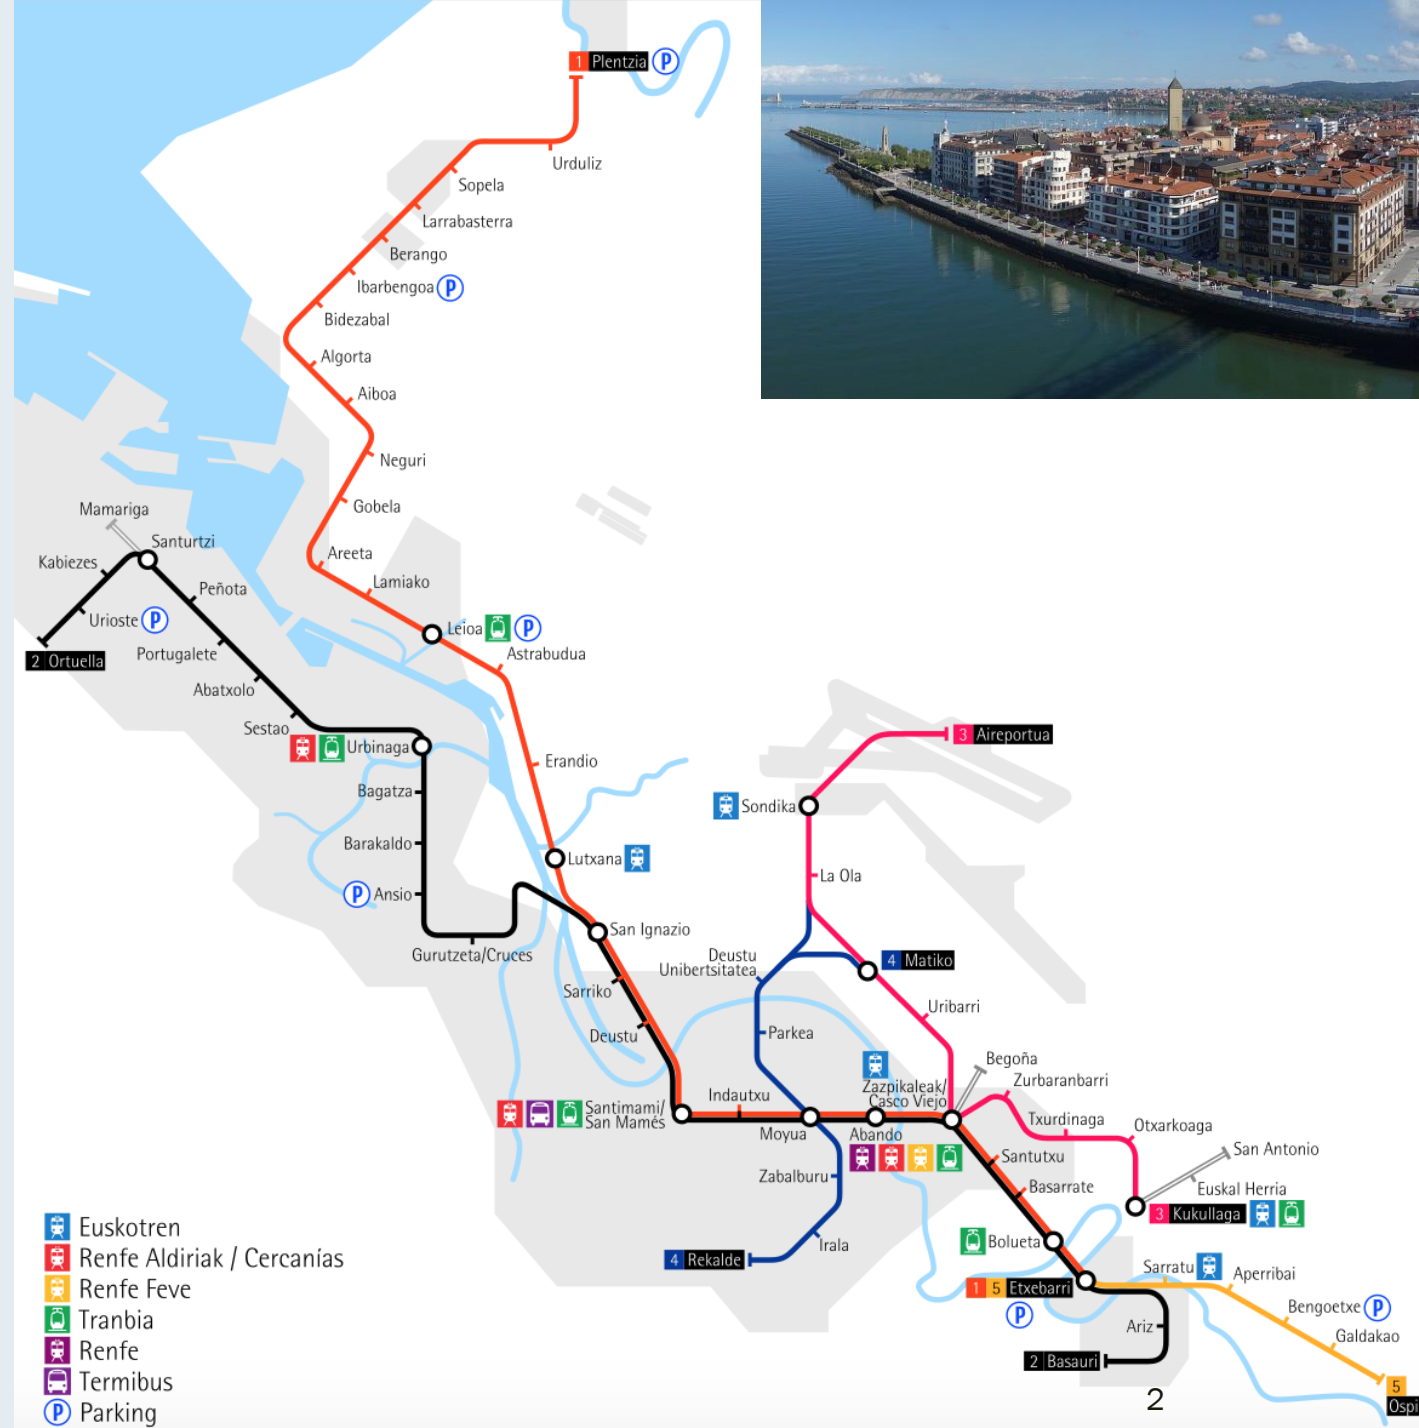 1 Plentzia P
Urduliz
Sopela
Larrabasterra
Berango
Ibarbengoa P
Bidezabal
Algorta
Aiboa
Neguri
Gobela
Areeta
Lamiako
Leioa P
Astrabudua
Erandio
Lutxana
San Ignazio
Mamariga
Santurtzi
Kabiezes
Peñota
Urioste P
Portugalete
2 Ortuella
Abatxolo
Sestao
Urbinaga
Bagatza
Barakaldo
P Ansio
Gurutzeta/Cruces
Sarriko
Deustu
3 Aireportua
Sondika
La Ola
Deustu
Unibertsitatea
4 Matiko
Uribarri
Parkea
Begoña
Zazpikaleak/
Casco Viejo
Zurbaranbarri
Indautxu
Santimami/
San Mamés
Moyua
Abando
Txurdinaga
Otxarkoaga
San Antonio
Euskal Herria
3 Kukullaga
Santutxu
Basarrate
Zabalburu
Irala
4 Rekalde
Bolueta
1 5 Etxebarri
P
Sarratu
Aperribai
Bengoetxe P
Galdakao
Ariz
2 Basauri
5
Ospi
2
Euskotren
Renfe Aldiriak / Cercanías
Renfe Feve
Tranbia
Renfe
Termibus
P Parking